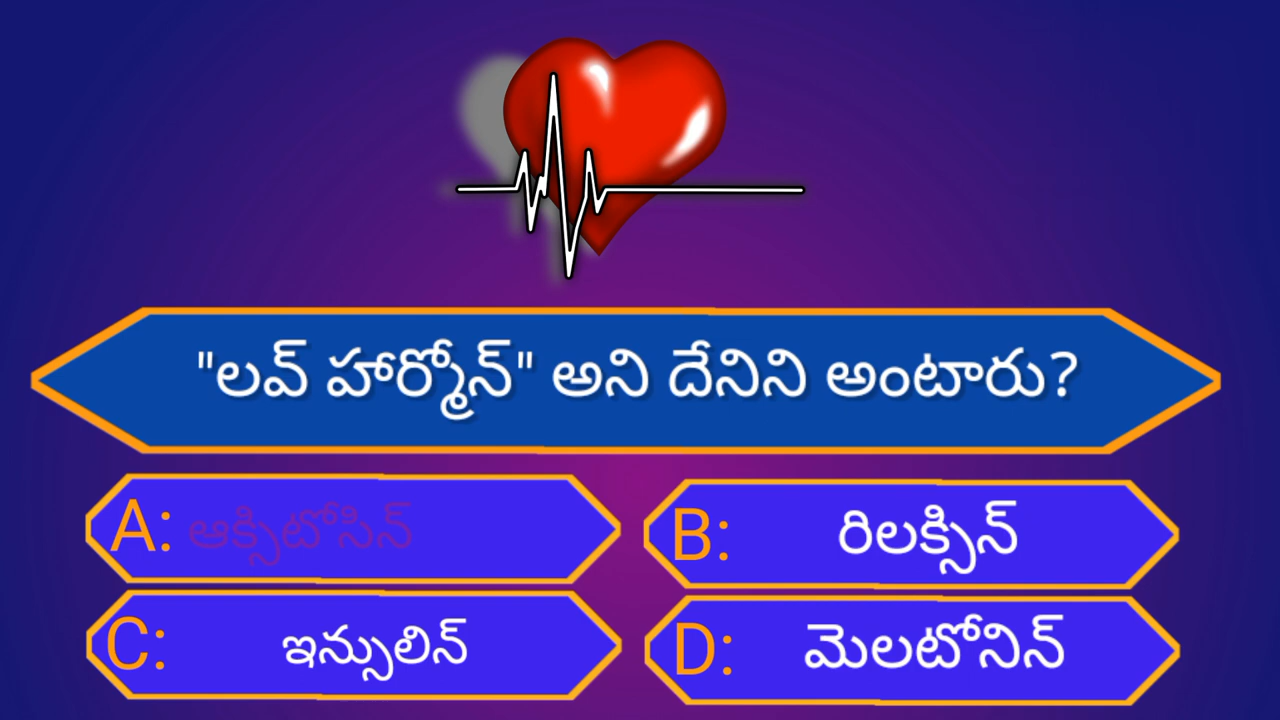 "లవ్ హార్మోన్" అని దేనిని అంటారు?
A: ఆక్సిటోసిన్
B: రిలక్సిన్
C: ఇన్సులిన్
D: మెలటోనిన్